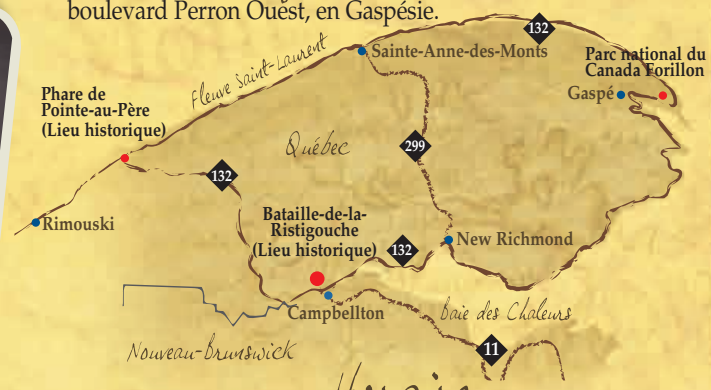 boulevard Perron Ouest, en Gaspésie.
132
Fleuve Saint-Laurent
Sainte-Anne-des-Monts
Parc national du
Canada Forillon
Gaspé
Phare de
Pointe-au-Père
(Lieu historique)
Québec
299
132
Rimouski
Bataille-de-la-
Ristigouche
(Lieu historique)
132
New Richmond
Campbellton
Baie des Chaleurs
Nouveau-Brunswick
11